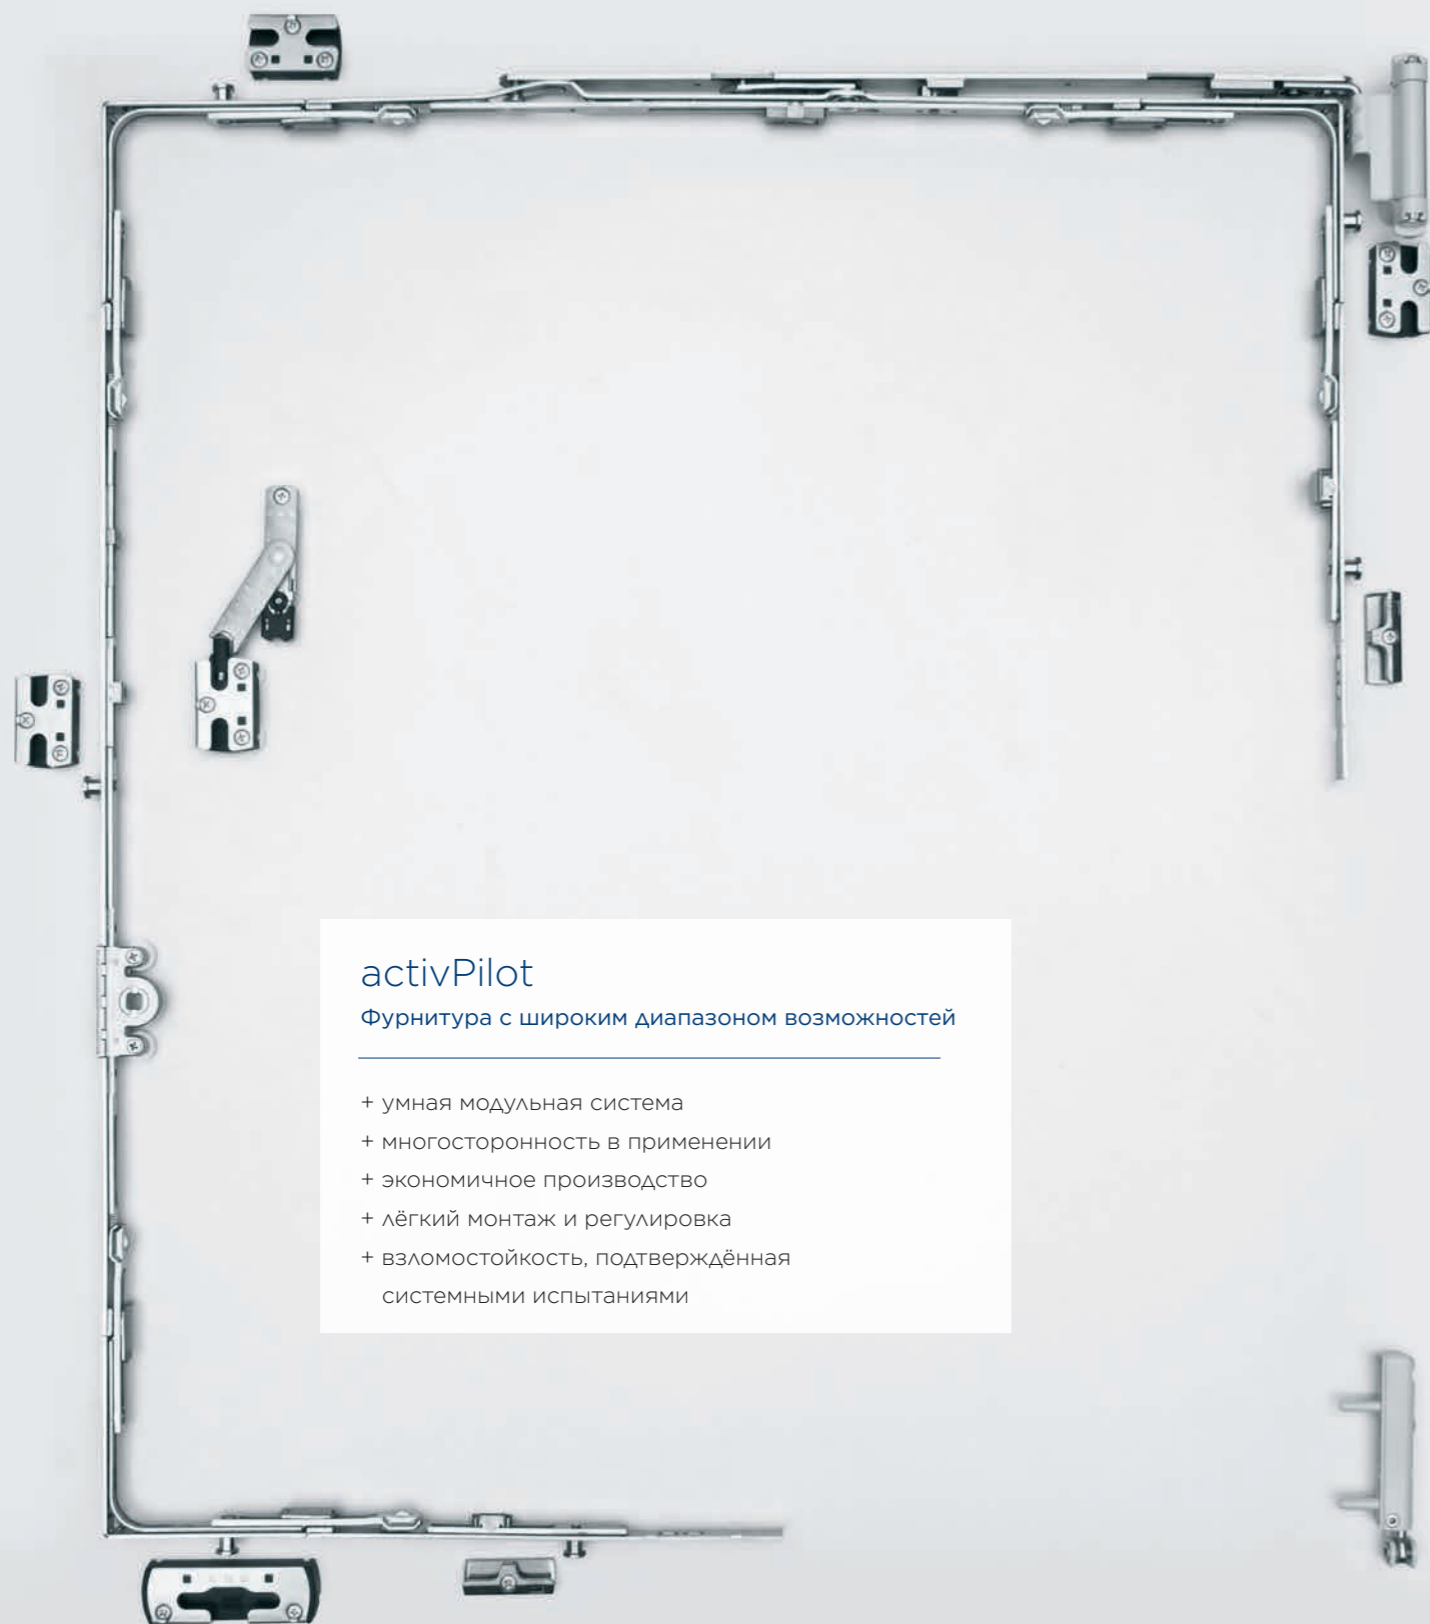 activPilot
Фурнитура с широким диапазоном возможностей
+ умная модульная система
+ многосторонность в применении
+ экономичное производство
+ лёгкий монтаж и регулировка
+ взломостойкость, подтверждённая
системными испытаниями